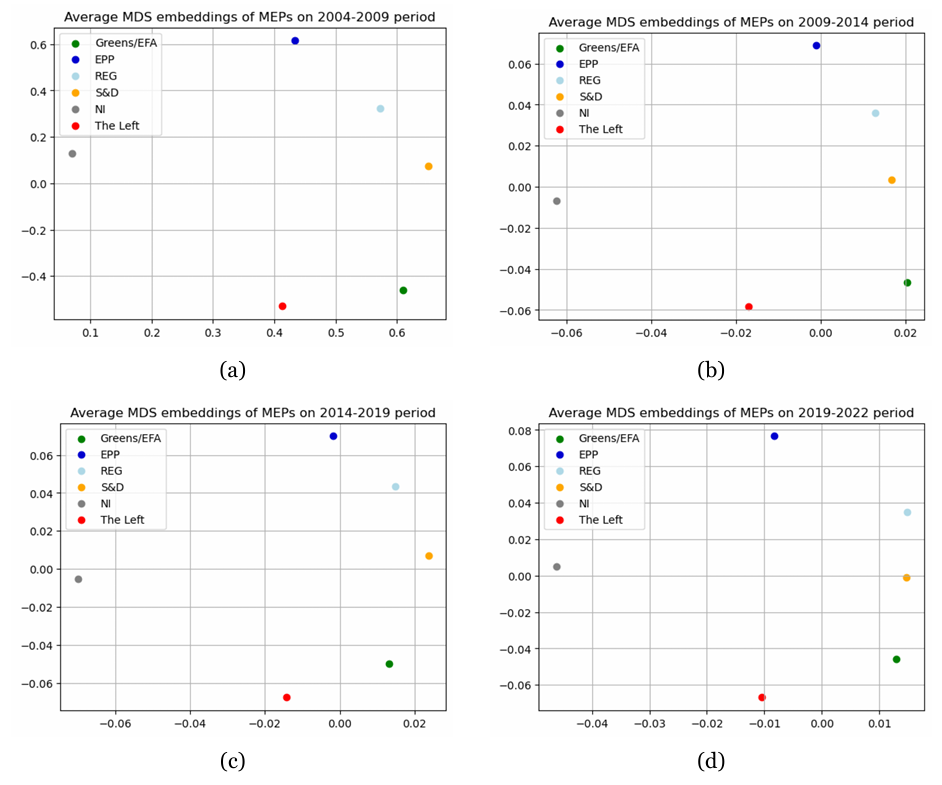 Average MDS embeddings of MEPs on 2004-2009 period
Greens/EFA
EPP
REG
S&D
NI
The Left
0.6
0.4
0.2
0.0
−0.2
−0.4
0.1
0.2
0.3
0.4
0.5
0.6
(a)
Average MDS embeddings of MEPs on 2009-2014 period
Greens/EFA
EPP
REG
S&D
NI
The Left
0.06
0.04
0.02
0.00
−0.02
−0.04
−0.06
−0.06
−0.04
−0.02
0.00
0.02
(b)
Average MDS embeddings of MEPs on 2014-2019 period
Greens/EFA
EPP
REG
S&D
NI
The Left
0.06
0.04
0.02
0.00
−0.02
−0.04
−0.06
−0.06
−0.04
−0.02
0.00
0.02
(c)
Average MDS embeddings of MEPs on 2019-2022 period
Greens/EFA
EPP
REG
S&D
NI
The Left
0.08
0.06
0.04
0.02
0.00
−0.02
−0.04
−0.06
−0.04
−0.03
−0.02
−0.01
0.00
0.01
(d)